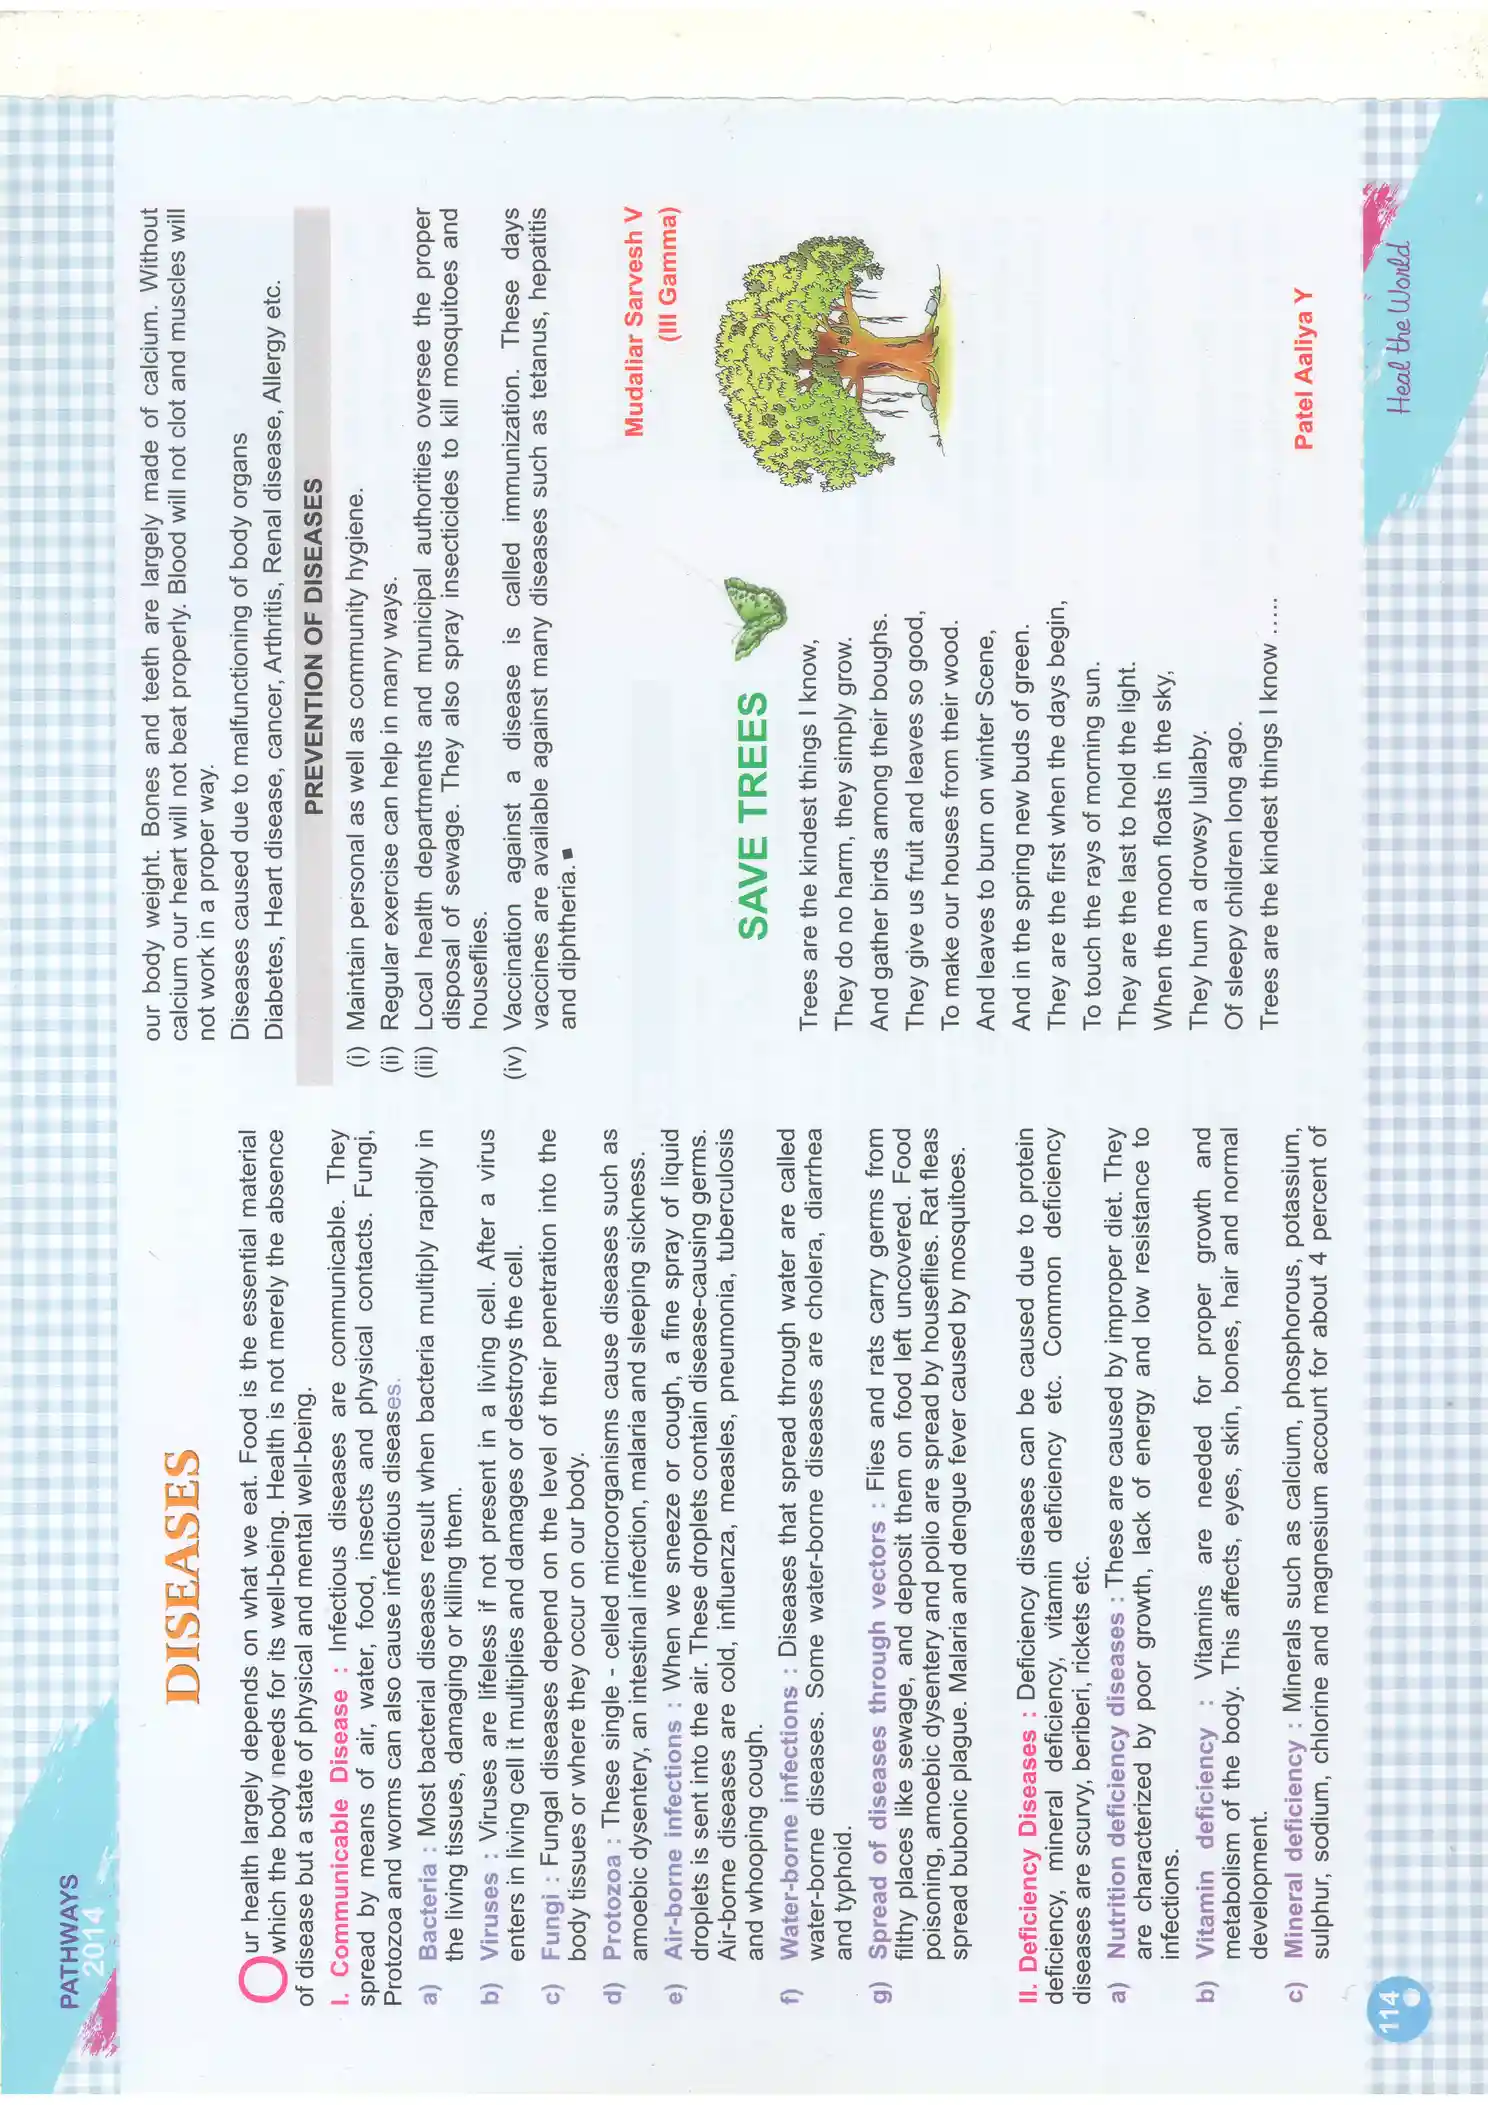 PATHWAYS
2014
DISEASES
Our health largely depends on what we eat. Food is the essential material
which the body needs for its well-being. Health is not merely the absence
of disease but a state of physical and mental well-being.
I. Communicable Disease : Infectious diseases are communicable. They
spread by means of air, water, food, insects and physical contacts. Fungi,
Protozoa and worms can also cause infectious diseases.
a) Bacteria : Most bacterial diseases result when bacteria multiply rapidly in
the living tissues, damaging or killing them.
b) Viruses : Viruses are lifeless if not present in a living cell. After a virus
enters in living cell it multiplies and damages or destroys the cell.
c) Fungi : Fungal diseases depend on the level of their penetration into the
body tissues or where they occur on our body.
d) Protozoa : These single - celled microorganisms cause diseases such as
amoebic dysentery, an intestinal infection, malaria and sleeping sickness.
e) Air-borne infections : When we sneeze or cough, a fine spray of liquid
droplets is sent into the air. These droplets contain disease-causing germs.
Air-borne diseases are cold, influenza, measles, pneumonia, tuberculosis
and whooping cough.
f) Water-borne infections : Diseases that spread through water are called
water-borne diseases. Some water-borne diseases are cholera, diarrhea
and typhoid.
g) Spread of diseases through vectors : Flies and rats carry germs from
filthy places like sewage, and deposit them on food left uncovered. Food
poisoning, amoebic dysentery and polio are spread by houseflies. Rat fleas
spread bubonic plague. Malaria and dengue fever caused by mosquitoes.
II. Deficiency Diseases : Deficiency diseases can be caused due to protein
deficiency, mineral deficiency, vitamin deficiency etc. Common deficiency
diseases are scurvy, beriberi, rickets etc.
a) Nutrition deficiency diseases : These are caused by improper diet. They
are characterized by poor growth, lack of energy and low resistance to
infections.
b) Vitamin deficiency : Vitamins are needed for proper growth and
metabolism of the body. This affects, eyes, skin, bones, hair and normal
development.
c) Mineral deficiency : Minerals such as calcium, phosphorous, potassium,
sulphur, sodium, chlorine and magnesium account for about 4 percent of
our body weight. Bones and teeth are largely made of calcium. Without
calcium our heart will not beat properly. Blood will not clot and muscles will
not work in a proper way.
Diseases caused due to malfunctioning of body organs
Diabetes, Heart disease, cancer, Arthritis, Renal disease, Allergy etc.
PREVENTION OF DISEASES
(i) Maintain personal as well as community hygiene.
(ii) Regular exercise can help in many ways.
(iii) Local health departments and municipal authorities oversee the proper
disposal of sewage. They also spray insecticides to kill mosquitoes and
houseflies.
(iv) Vaccination against a disease is called immunization. These days
vaccines are available against many diseases such as tetanus, hepatitis
and diphtheria. ■
Mudaliar Sarvesh V
(III Gamma)
SAVE TREES
Trees are the kindest things I know,
They do no harm, they simply grow.
And gather birds among their boughs.
They give us fruit and leaves so good,
To make our houses from their wood.
And leaves to burn on winter Scene,
And in the spring new buds of green.
They are the first when the days begin,
To touch the rays of morning sun.
They are the last to hold the light.
When the moon floats in the sky,
They hum a drowsy lullaby.
Of sleepy children long ago.
Trees are the kindest things I know .....
Patel Aaliya Y
114
Heal the World